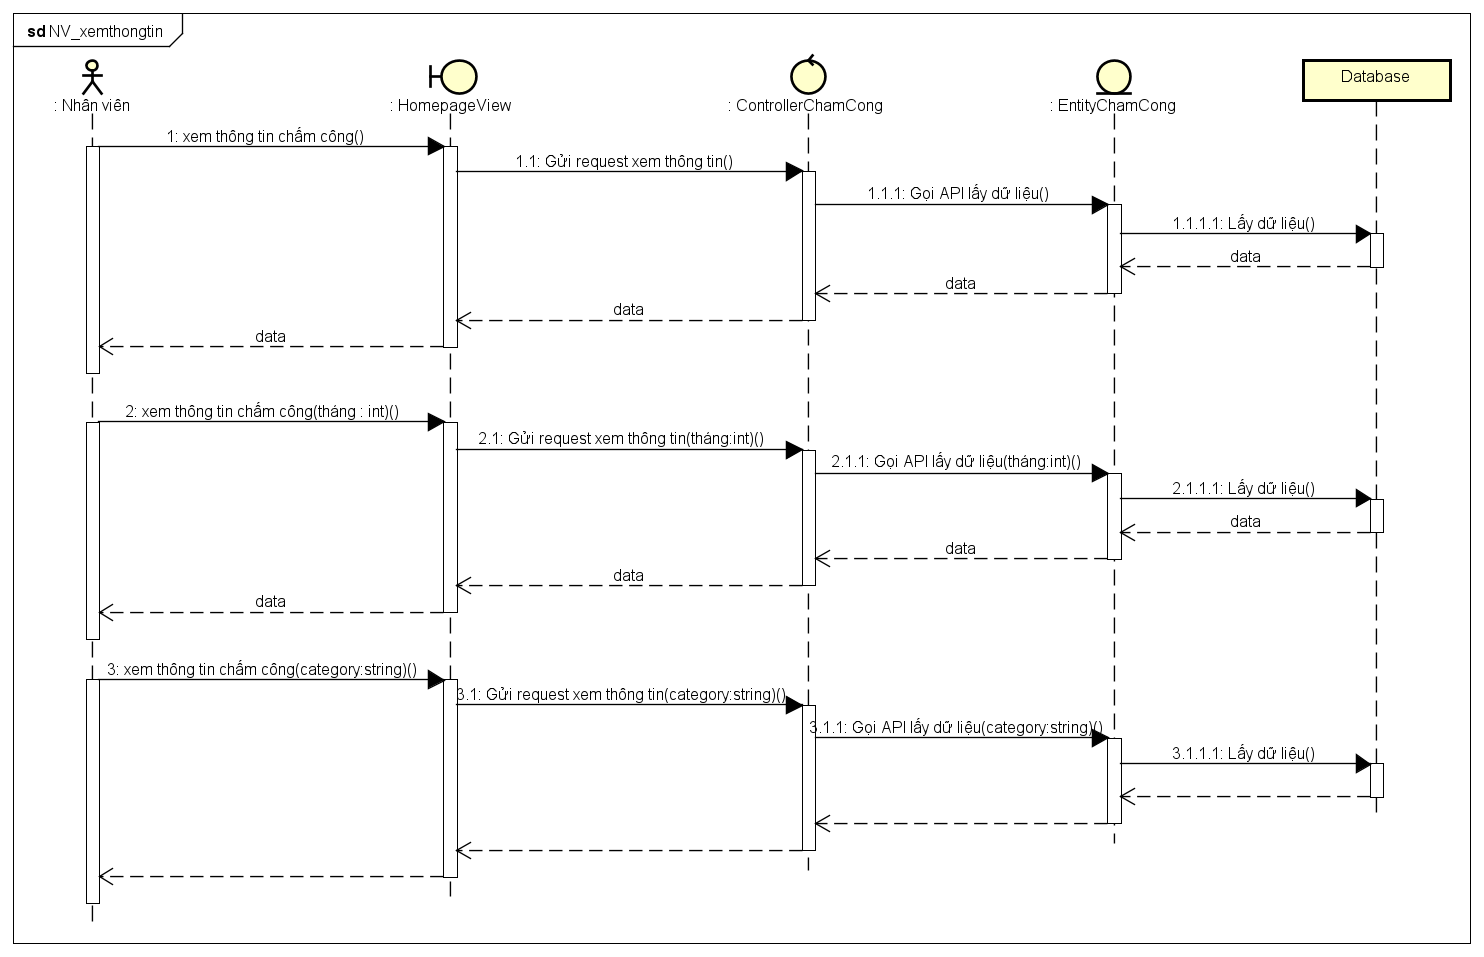 sd NV_xemthongtin
: Nhân viên
: HomepageView
: ControllerChamCong
: EntityChamCong
Database
1: xem thông tin chấm công()
1.1: Gửi request xem thông tin()
1.1.1: Gọi API lấy dữ liệu()
1.1.1.1: Lấy dữ liệu()
data
data
data
data
2: xem thông tin chấm công(tháng : int)()
2.1: Gửi request xem thông tin(tháng:int)()
2.1.1: Gọi API lấy dữ liệu(tháng:int)()
2.1.1.1: Lấy dữ liệu()
data
data
data
data
3: xem thông tin chấm công(category:string)()
3.1: Gửi request xem thông tin(category:string)()
3.1.1: Gọi API lấy dữ liệu(category:string)()
3.1.1.1: Lấy dữ liệu()